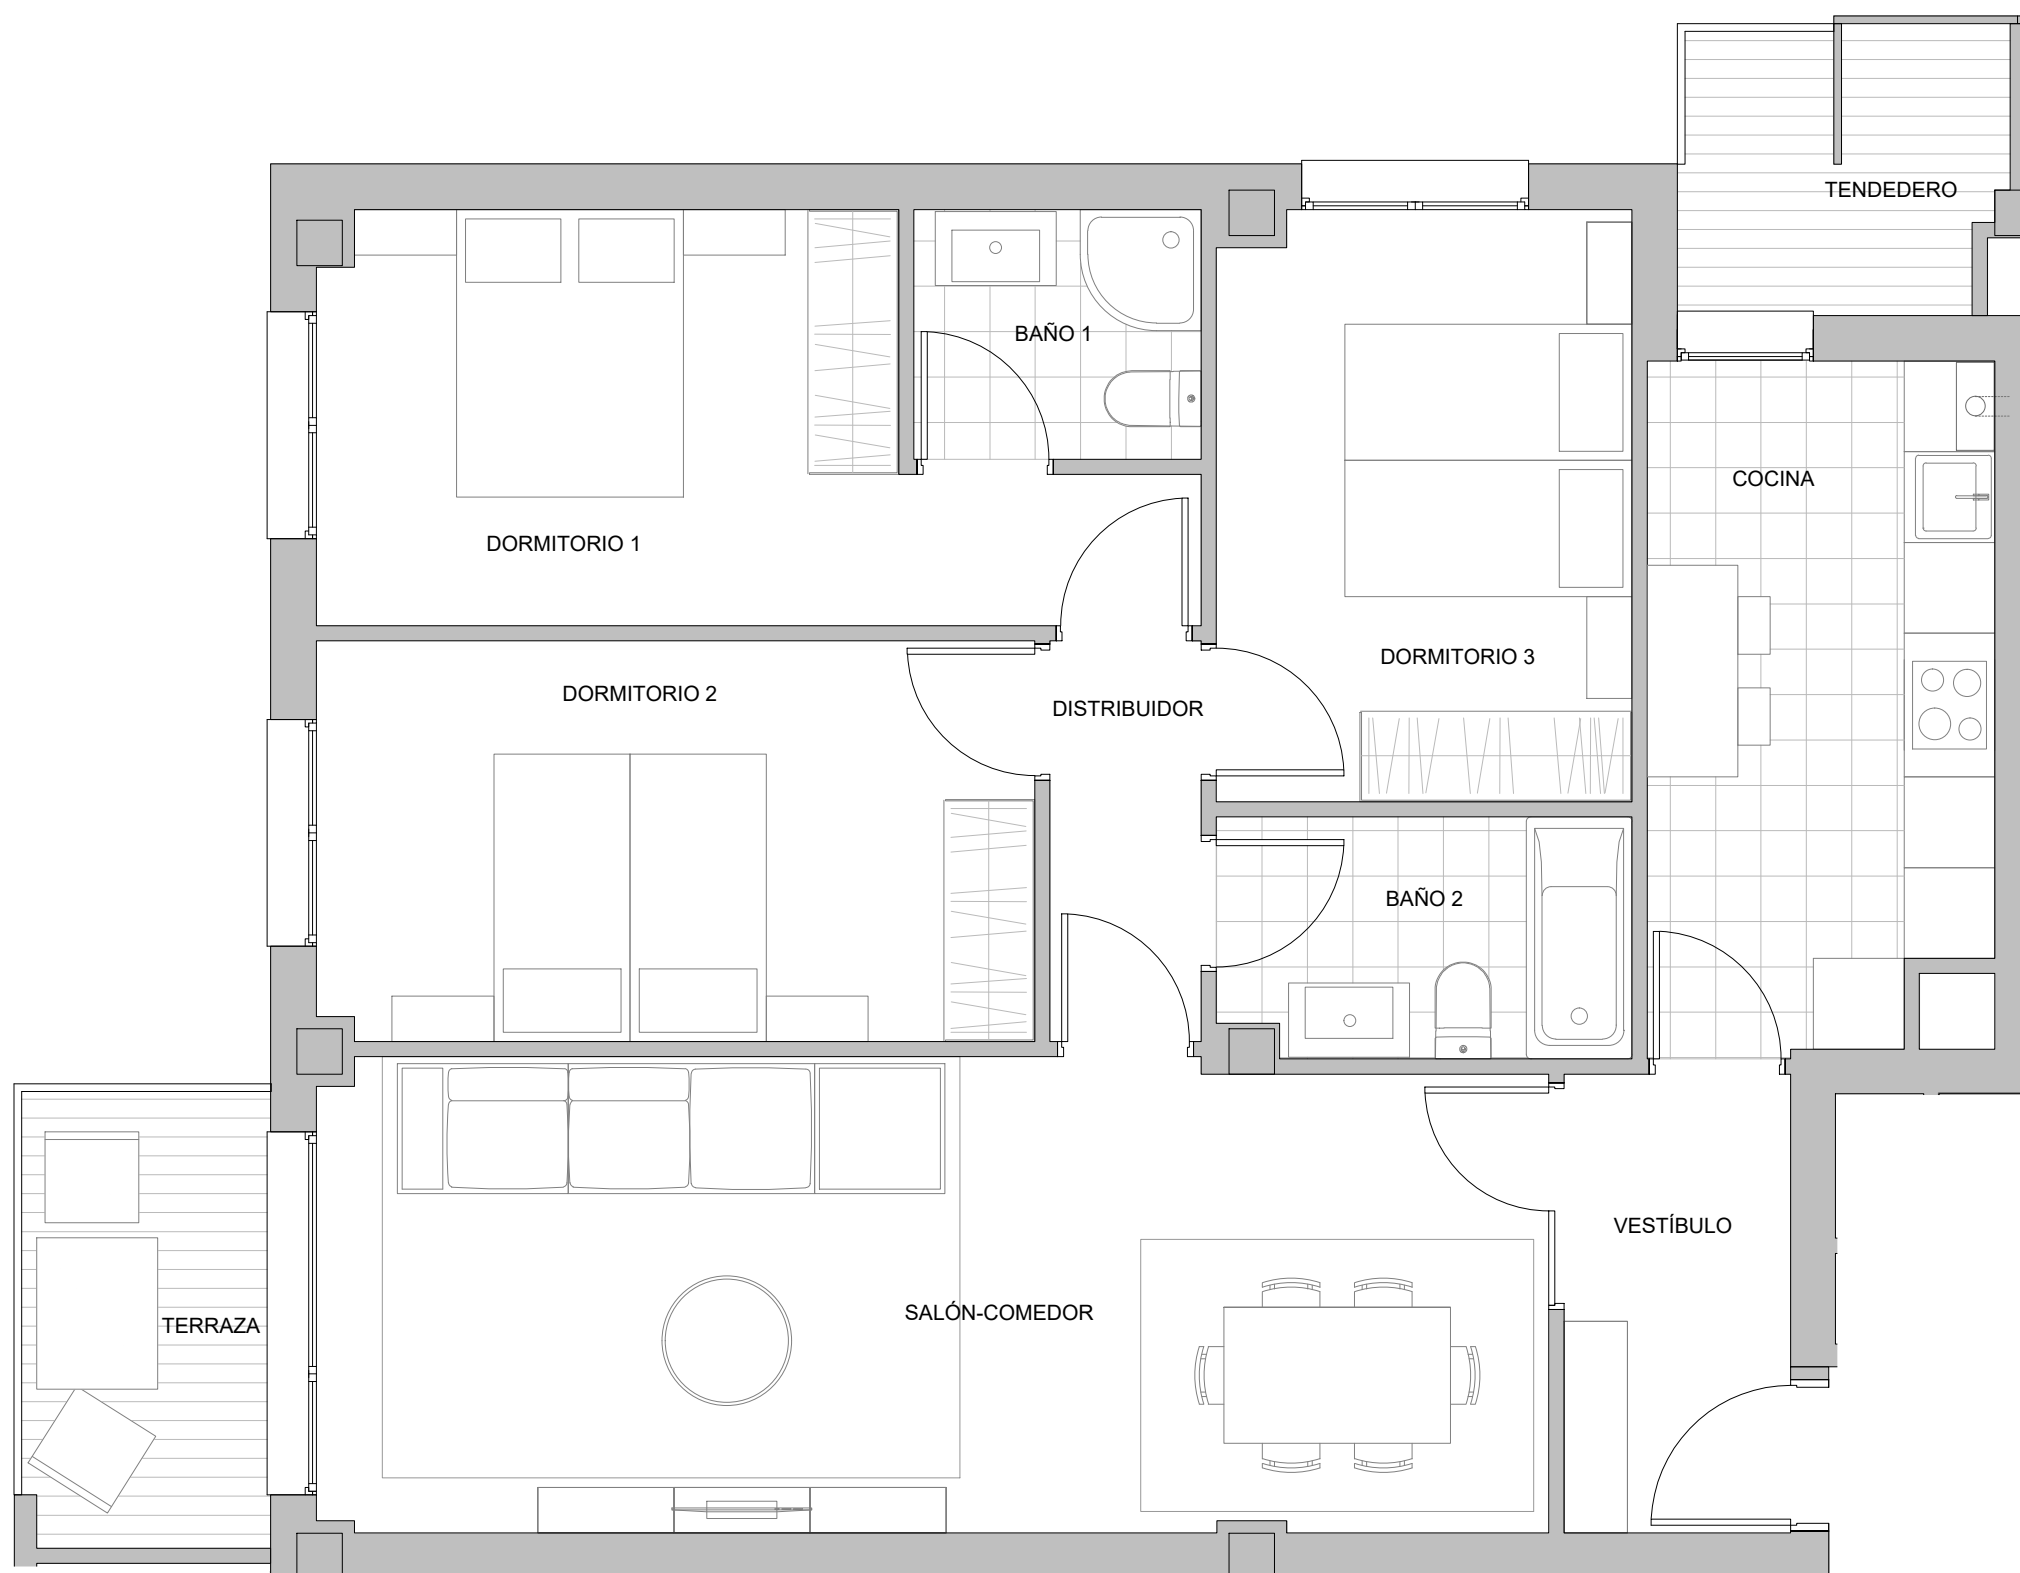 TENDEDERO
BAÑO 1
COCINA
DORMITORIO 1
DORMITORIO 3
DORMITORIO 2
DISTRIBUIDOR
BAÑO 2
VESTÍBULO
SALÓN-COMEDOR
TERRAZA